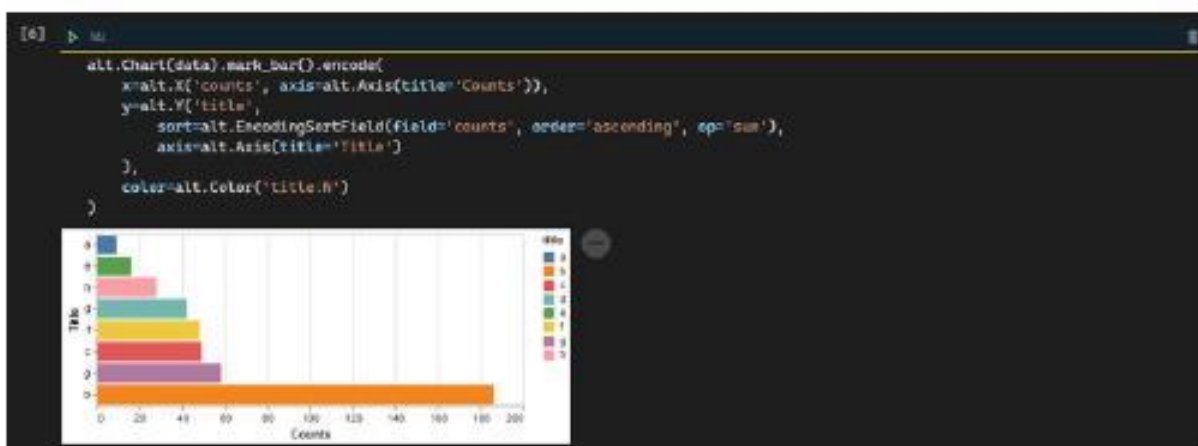 [6]
alt.Chart(data).mark_bar().encode(
x=alt.X('counts', axis=alt.Axis(title='Counts')),
y=alt.Y('title',
sort=alt.EncodingSortField(field='counts', order='ascending', op='sum'),
axis=alt.Axis(title='Title')
),
color=alt.Color('title:N')
)
title
a
a
b
e
c
h
d
d
e
f
f
c
g
g
h
b
Title
0 20 40 60 80 100 120 140 160 180 200
Counts